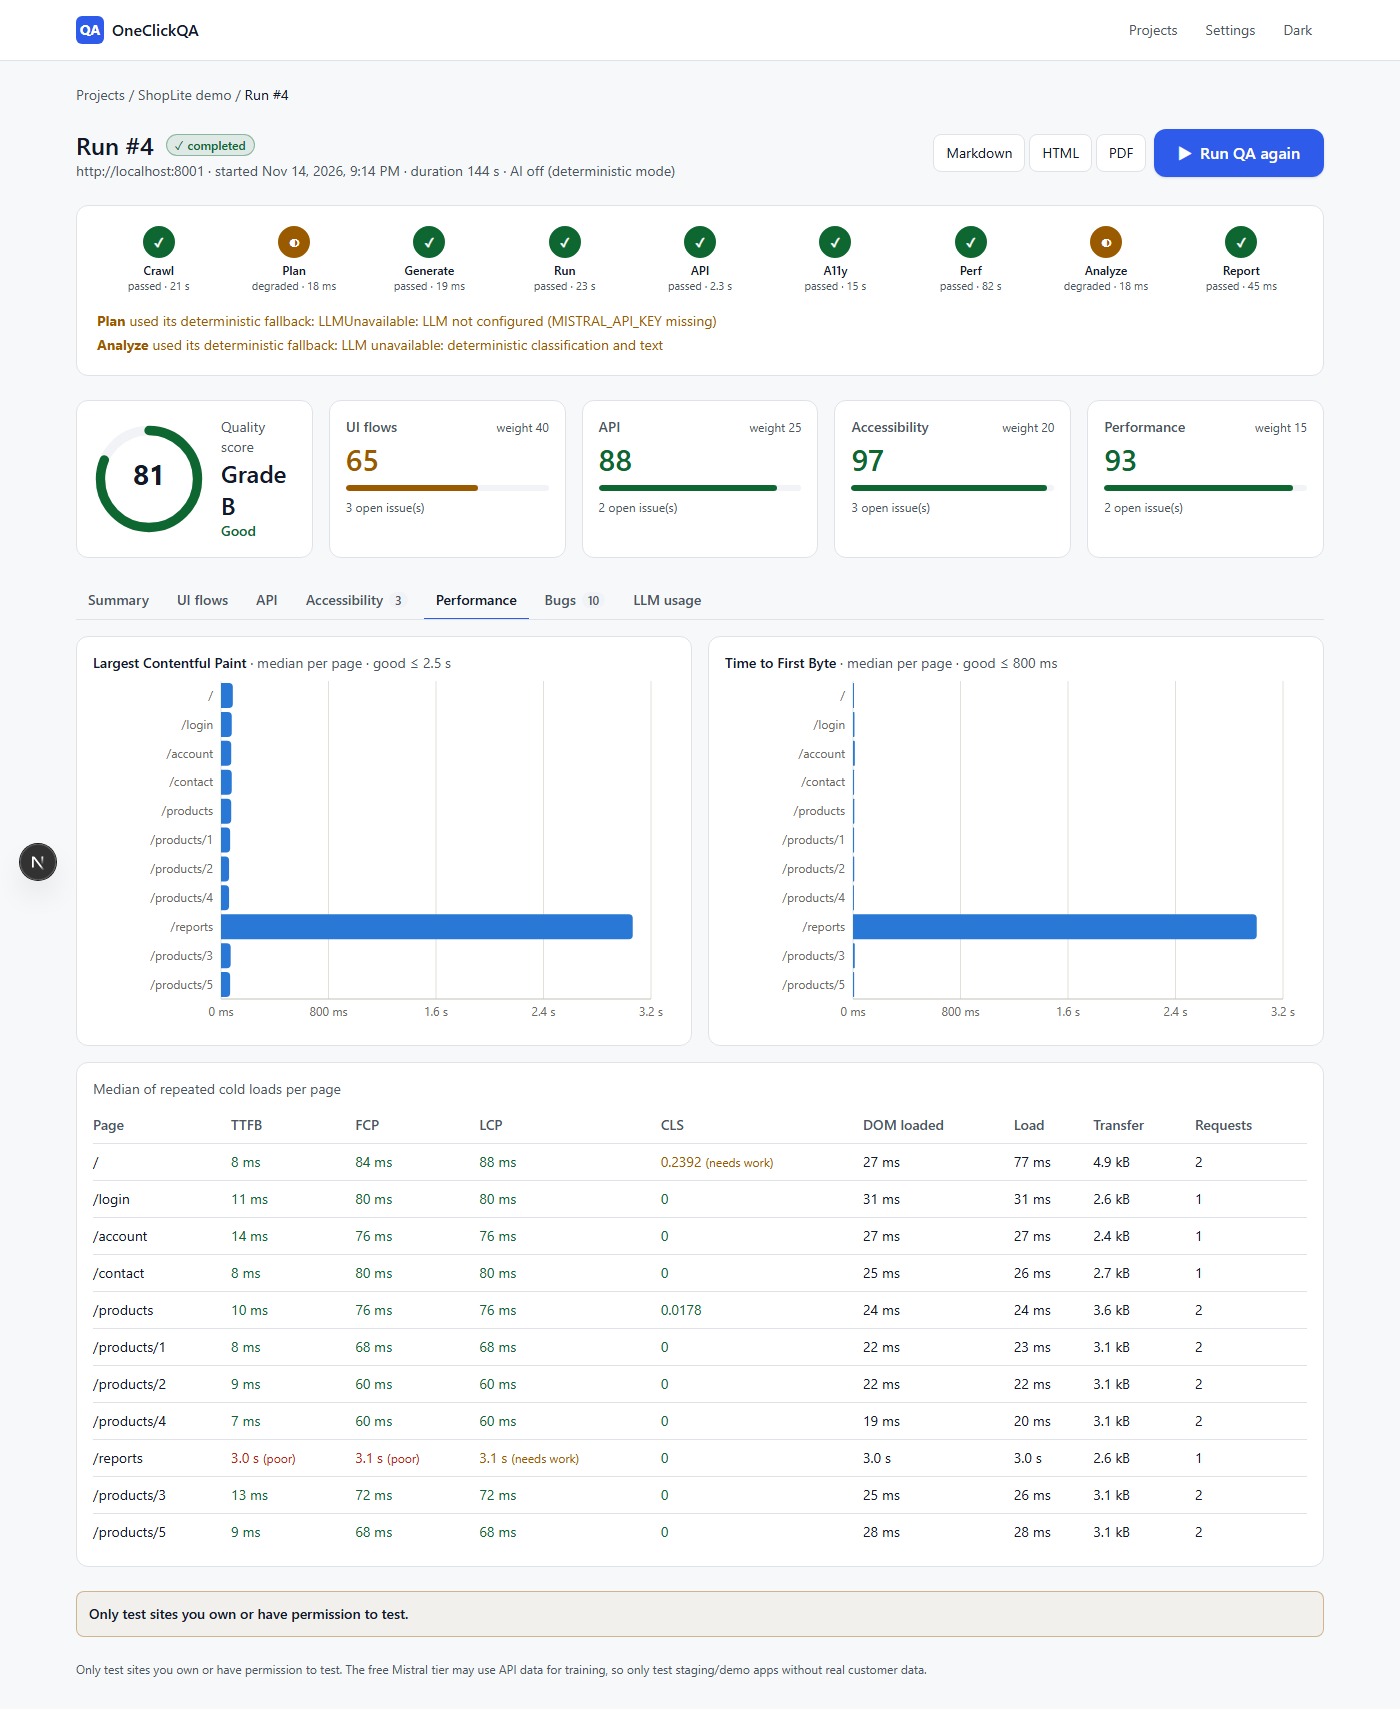 QA OneClickQA Projects Settings Dark
Projects / ShopLite demo / Run #4
Run #4 ✓ completed
http://localhost:8001 · started Nov 14, 2026, 9:14 PM · duration 144 s · AI off (deterministic mode)
Markdown HTML PDF ▶ Run QA again
Crawl Plan Generate Run API A11y Perf Analyze Report
passed · 21 s degraded · 18 ms passed · 19 ms passed · 23 s passed · 2.3 s passed · 15 s passed · 82 s degraded · 18 ms passed · 45 ms
Plan used its deterministic fallback: LLMUnavailable: LLM not configured (MISTRAL_API_KEY missing)
Analyze used its deterministic fallback: LLM unavailable: deterministic classification and text
81
Quality
score
Grade
B
Good
UI flows weight 40
65
3 open issue(s)
API weight 25
88
2 open issue(s)
Accessibility weight 20
97
3 open issue(s)
Performance weight 15
93
2 open issue(s)
Summary UI flows API Accessibility 3 Performance Bugs 10 LLM usage
Largest Contentful Paint · median per page · good ≤ 2.5 s
/
/login
/account
/contact
/products
/products/1
/products/2
/products/4
/reports
/products/3
/products/5
0 ms 800 ms 1.6 s 2.4 s 3.2 s
Time to First Byte · median per page · good ≤ 800 ms
/
/login
/account
/contact
/products
/products/1
/products/2
/products/4
/reports
/products/3
/products/5
0 ms 800 ms 1.6 s 2.4 s 3.2 s
N
Median of repeated cold loads per page
Page TTFB FCP LCP CLS DOM loaded Load Transfer Requests
/ 8 ms 84 ms 88 ms 0.2392 (needs work) 27 ms 77 ms 4.9 kB 2
/login 11 ms 80 ms 80 ms 0 31 ms 31 ms 2.6 kB 1
/account 14 ms 76 ms 76 ms 0 27 ms 27 ms 2.4 kB 1
/contact 8 ms 80 ms 80 ms 0 25 ms 26 ms 2.7 kB 1
/products 10 ms 76 ms 76 ms 0.0178 24 ms 24 ms 3.6 kB 2
/products/1 8 ms 68 ms 68 ms 0 22 ms 23 ms 3.1 kB 2
/products/2 9 ms 60 ms 60 ms 0 22 ms 22 ms 3.1 kB 2
/products/4 7 ms 60 ms 60 ms 0 19 ms 20 ms 3.1 kB 2
/reports 3.0 s (poor) 3.1 s (poor) 3.1 s (needs work) 0 3.0 s 3.0 s 2.6 kB 1
/products/3 13 ms 72 ms 72 ms 0 25 ms 26 ms 3.1 kB 2
/products/5 9 ms 68 ms 68 ms 0 28 ms 28 ms 3.1 kB 2
Only test sites you own or have permission to test.
Only test sites you own or have permission to test. The free Mistral tier may use API data for training, so only test staging/demo apps without real customer data.